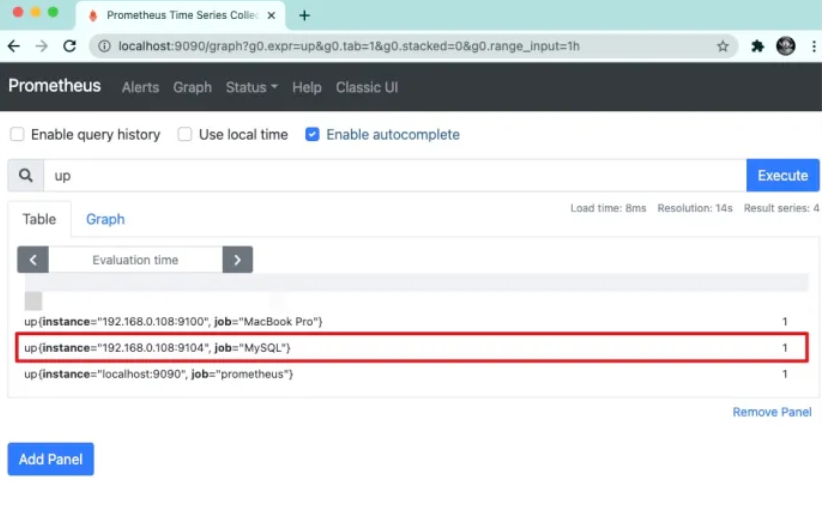 Prometheus Time Series Collec
localhost:9090/graph?g0.expr=up&g0.tab=1&g0.stacked=0&g0.range_input=1h
Prometheus Alerts Graph Status Help Classic UI
Enable query history Use local time Enable autocomplete
up Execute
Load time: 8ms Resolution: 14s Result series: 4
Table Graph
Evaluation time
up{instance="192.168.0.108:9100", job="MacBook Pro"} 1
up{instance="192.168.0.108:9104", job="MySQL"} 1
up{instance="localhost:9090", job="prometheus"} 1
Remove Panel
Add Panel